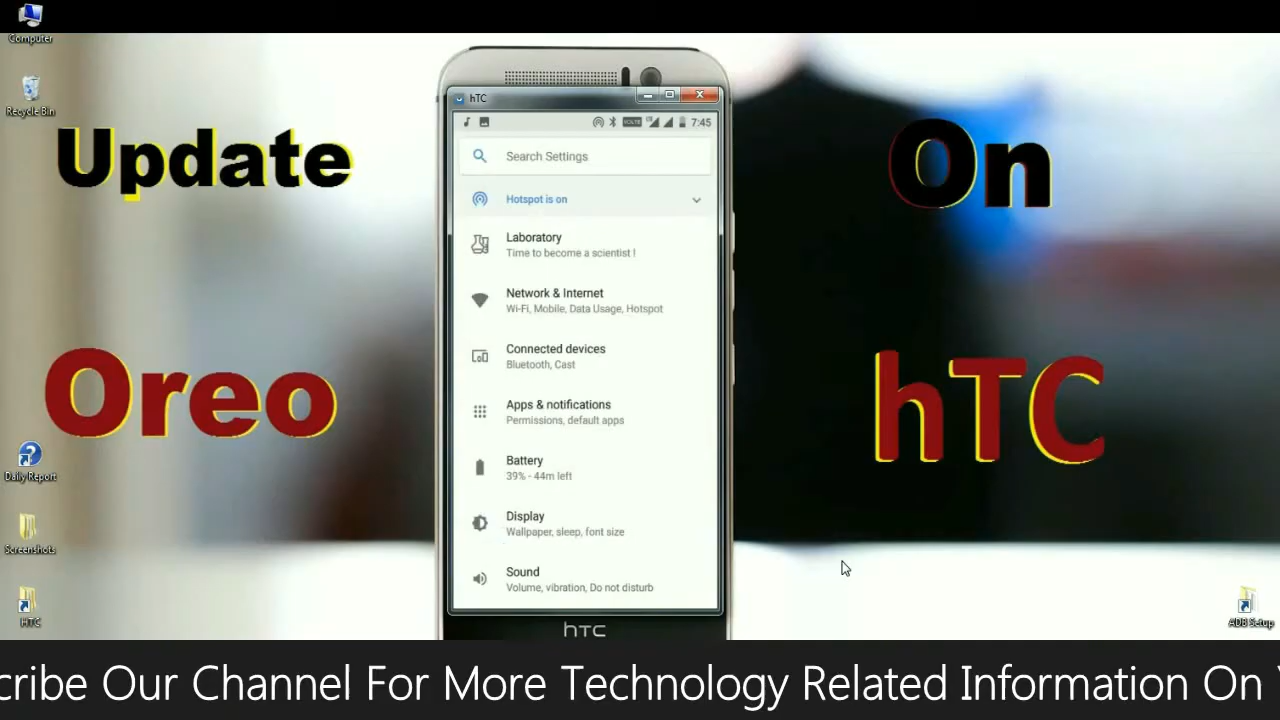 Computer
Recycle Bin
Update
Oreo
On
hTC
hTC
VOLTE
LTE
7:45
Search Settings
Hotspot is on
Laboratory
Time to become a scientist !
Network & Internet
Wi-Fi, Mobile, Data Usage, Hotspot
Connected devices
Bluetooth, Cast
Apps & notifications
Permissions, default apps
Battery
39% - 44m left
Display
Wallpaper, sleep, font size
Sound
Volume, vibration, Do not disturb
hTC
Daily Report
Screenshots
HTC
ADB Setup
cribe Our Channel For More Technology Related Information On